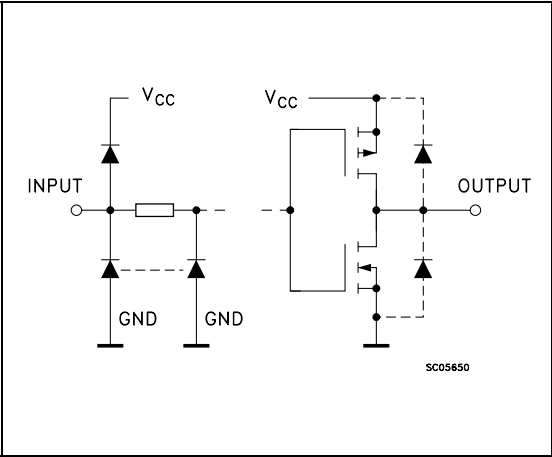 VCC
VCC
INPUT
OUTPUT
GND
GND
SC05650